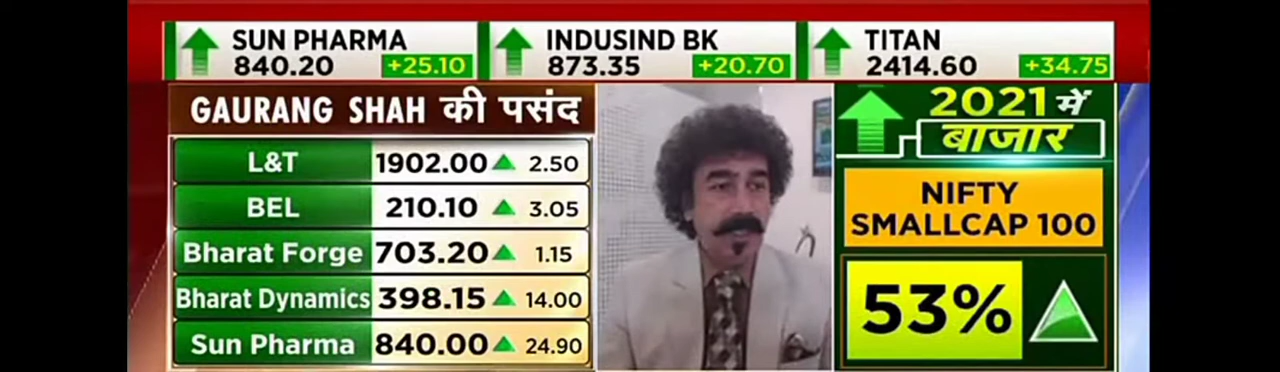 SUN PHARMA
840.20 +25.10
INDUSIND BK
873.35 +20.70
TITAN
2414.60 +34.75
GAURANG SHAH की पसंद
L&T 1902.00 2.50
BEL 210.10 3.05
Bharat Forge 703.20 1.15
Bharat Dynamics 398.15 14.00
Sun Pharma 840.00 24.90
2021 में
बाजार
NIFTY
SMALLCAP 100
53%